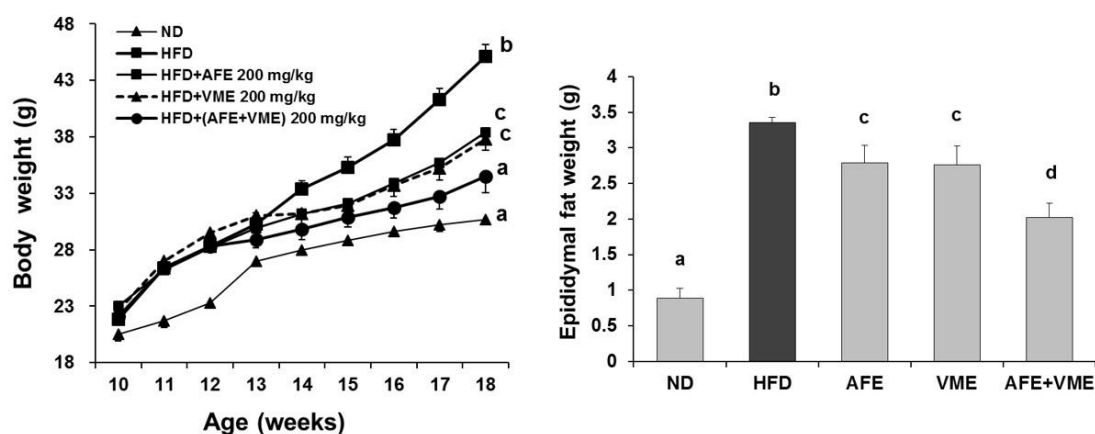 48
43
38
33
28
23
18
Body weight (g)
ND
HFD
HFD+AFE 200 mg/kg
HFD+VME 200 mg/kg
HFD+(AFE+VME) 200 mg/kg
b
c
c
a
a
10 11 12 13 14 15 16 17 18
Age (weeks)
4
3.5
3
2.5
2
1.5
1
0.5
0
Epididymal fat weight (g)
a
b
c
c
d
ND HFD AFE VME AFE+VME